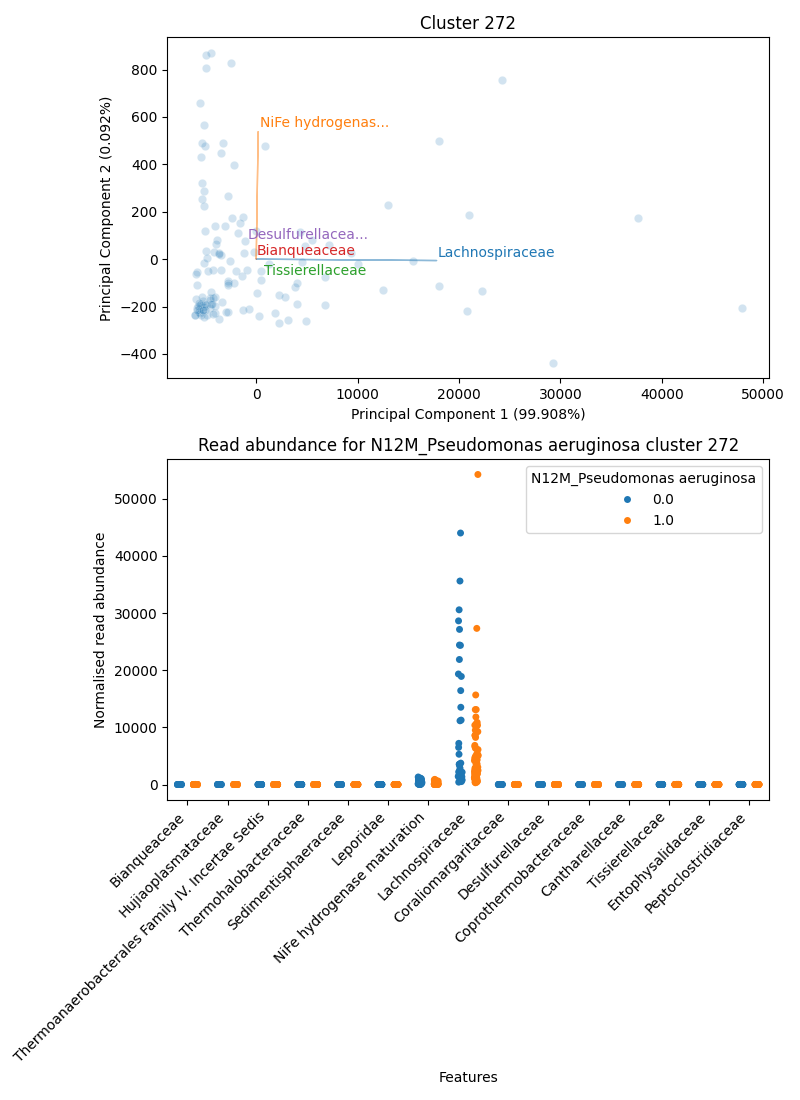 Cluster 272
800
600
400
200
0
−200
−400
Principal Component 2 (0.092%)
NiFe hydrogenas...
Desulfurellacea...
Bianqueaceae
Lachnospiraceae
Tissierellaceae
0
10000
20000
30000
40000
50000
Principal Component 1 (99.908%)
Read abundance for N12M_Pseudomonas aeruginosa cluster 272
N12M_Pseudomonas aeruginosa
0.0
1.0
50000
40000
30000
20000
10000
0
Normalised read abundance
Bianqueaceae
Hujiaoplasmataceae
Thermoanaerobacterales Family IV. Incertae Sedis
Thermohalobacteraceae
Sedimentisphaeraceae
Leporidae
NiFe hydrogenase maturation
Lachnospiraceae
Coraliomargaritaceae
Desulfurellaceae
Coprothermobacteraceae
Cantharellaceae
Tissierellaceae
Entophysalidaceae
Peptoclostridiaceae
Features